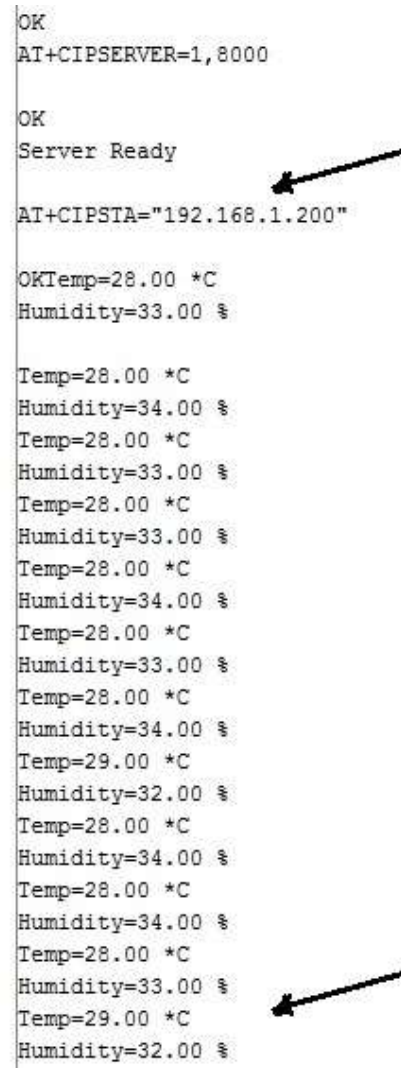 OK
AT+CIPSERVER=1,8000
OK
Server Ready
AT+CIPSTA="192.168.1.200"
OKTemp=28.00 *C
Humidity=33.00 %
Temp=28.00 *C
Humidity=34.00 %
Temp=28.00 *C
Humidity=33.00 %
Temp=28.00 *C
Humidity=33.00 %
Temp=28.00 *C
Humidity=34.00 %
Temp=28.00 *C
Humidity=33.00 %
Temp=28.00 *C
Humidity=34.00 %
Temp=29.00 *C
Humidity=32.00 %
Temp=28.00 *C
Humidity=34.00 %
Temp=28.00 *C
Humidity=34.00 %
Temp=28.00 *C
Humidity=33.00 %
Temp=29.00 *C
Humidity=32.00 %